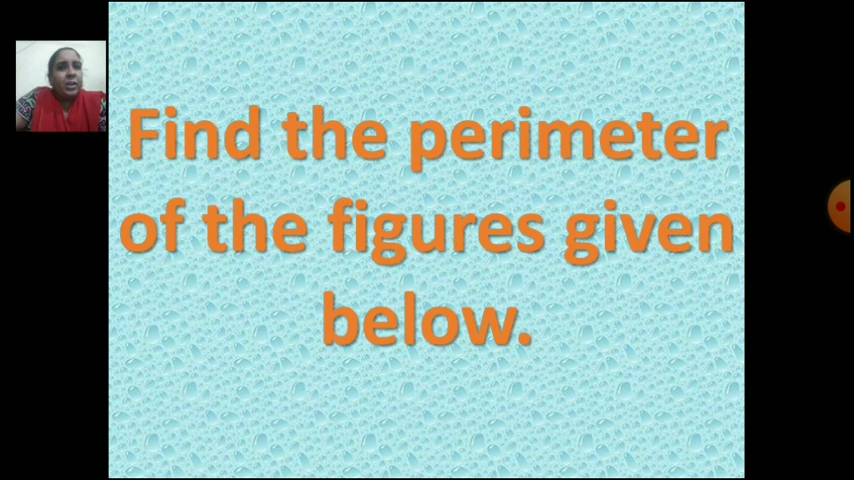 Find the perimeter
of the figures given
below.